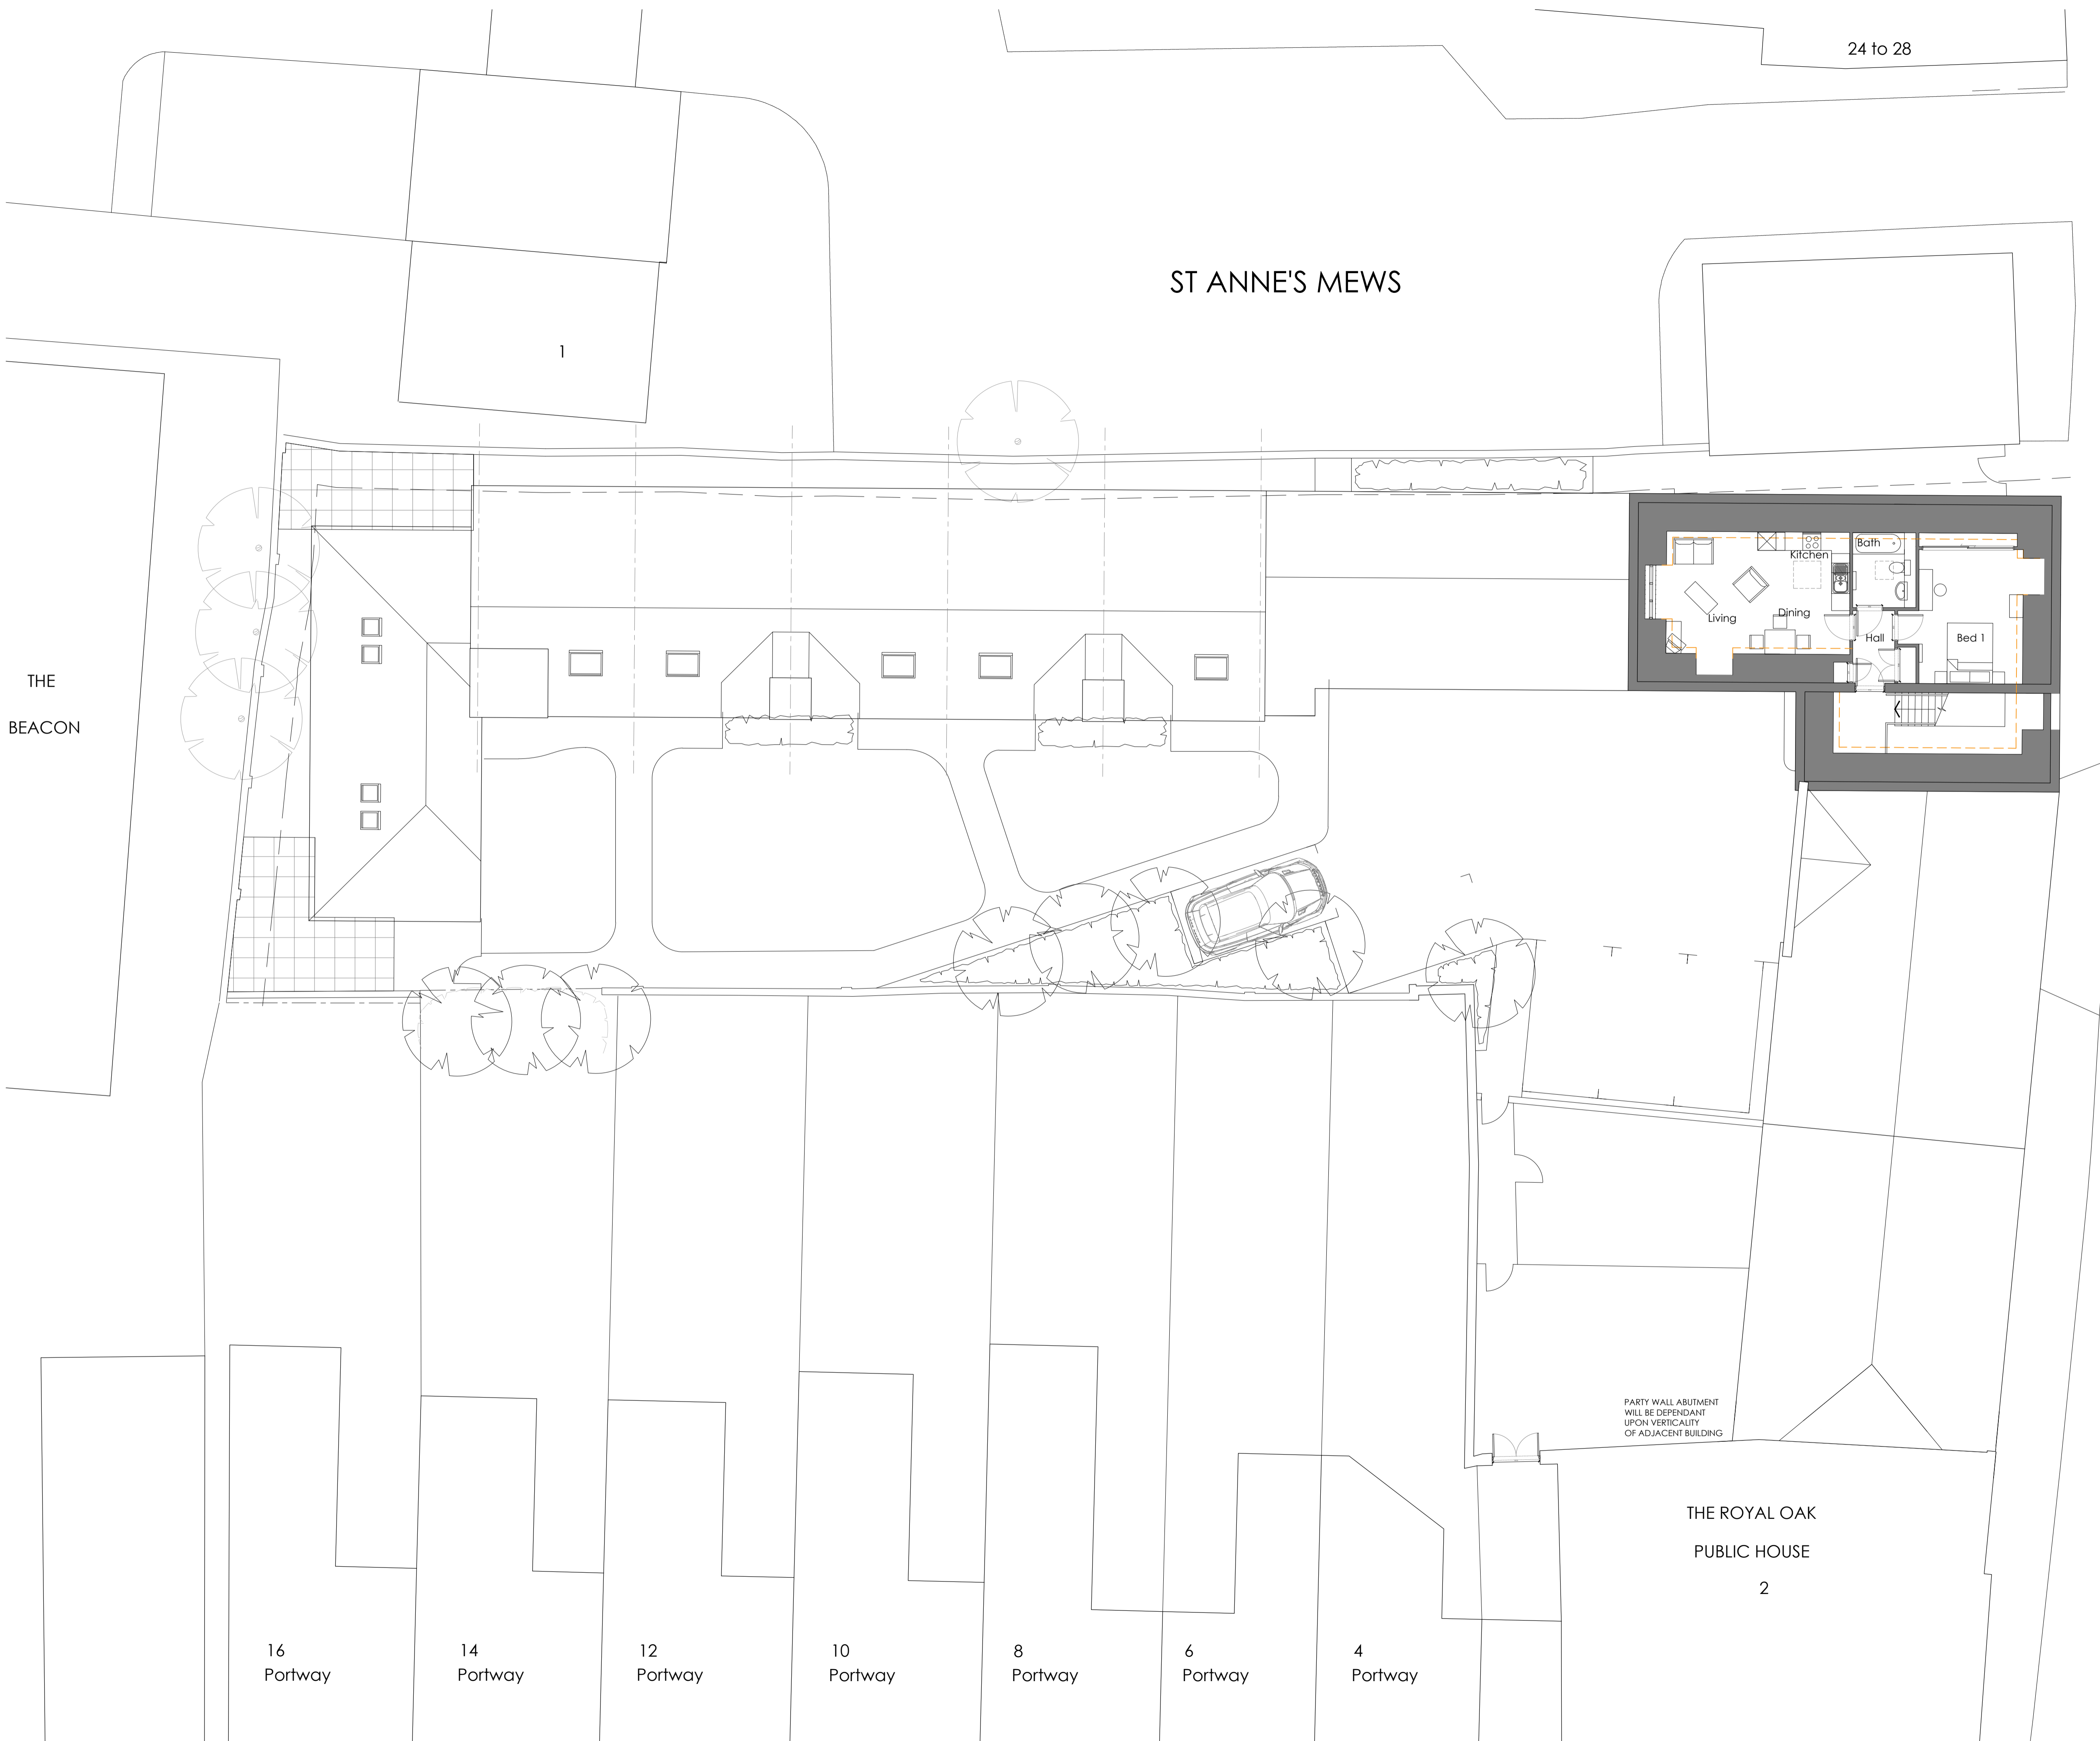 24 to 28
ST ANNE'S MEWS
1
Bath
Kitchen
Dining
Living
Hall
Bed 1
THE
BEACON
PARTY WALL ABUTMENT
WILL BE DEPENDANT
UPON VERTICALITY
OF ADJACENT BUILDING
THE ROYAL OAK
PUBLIC HOUSE
2
16
Portway
14
Portway
12
Portway
10
Portway
8
Portway
6
Portway
4
Portway